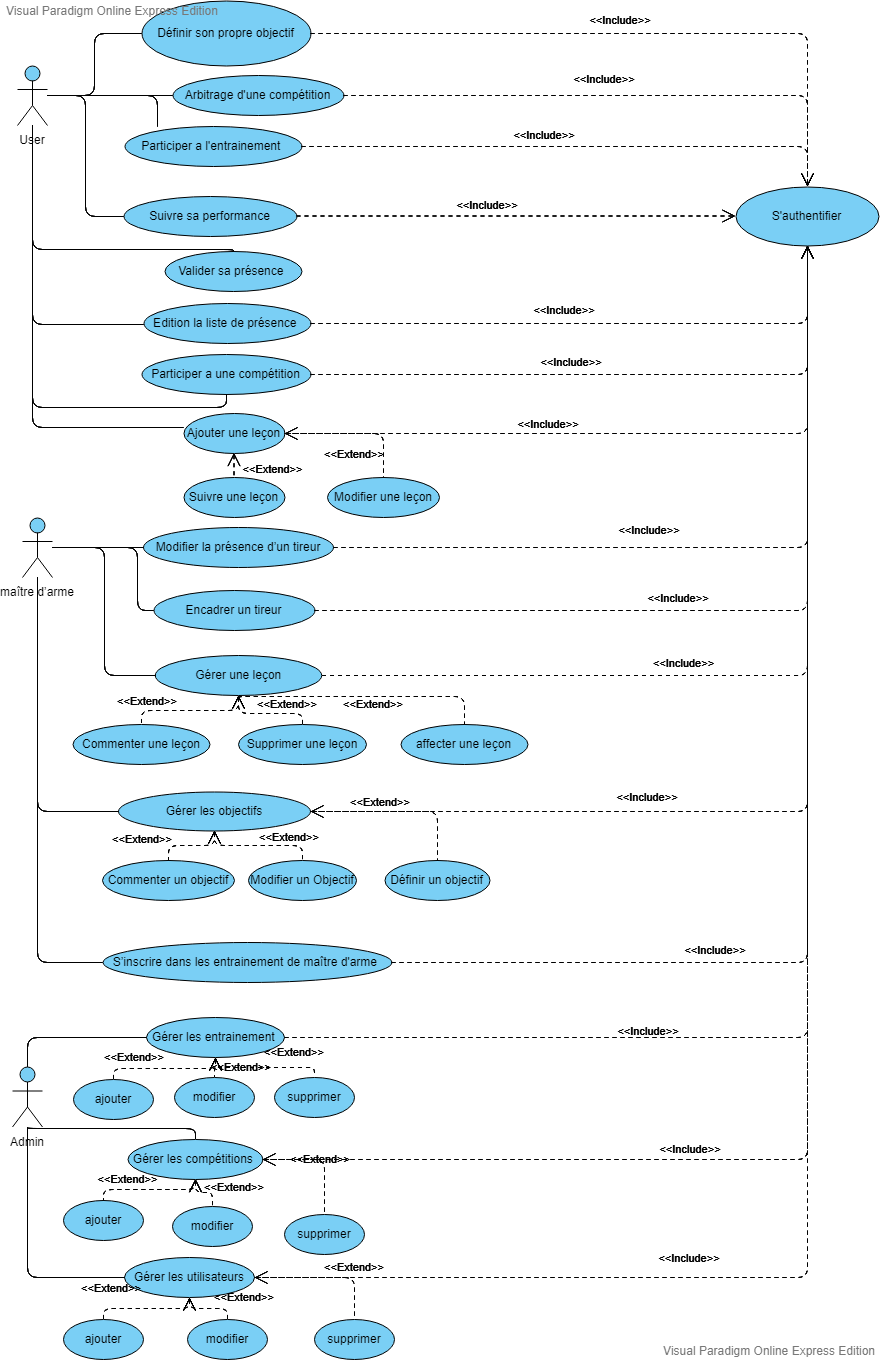 Visual Paradigm Online Express Edition
<<Include>>
Définir son propre objectif
<<Include>>
Arbitrage d'une compétition
User
<<Include>>
Participer a l'entrainement
<<Include>>
Suivre sa performance
S'authentifier
Valider sa présence
<<Include>>
Edition la liste de présence
<<Include>>
Participer a une compétition
<<Include>>
Ajouter une leçon
<<Extend>>
<<Extend>>
Suivre une leçon
Modifier une leçon
<<Include>>
Modifier la présence d'un tireur
maître d'arme
<<Include>>
Encadrer un tireur
<<Include>>
Gérer une leçon
<<Extend>>
<<Extend>>
<<Extend>>
Commenter une leçon
Supprimer une leçon
affecter une leçon
<<Include>>
<<Extend>>
Gérer les objectifs
<<Extend>>
<<Extend>>
Commenter un objectif
Modifier un Objectif
Définir un objectif
<<Include>>
S'inscrire dans les entrainement de maître d'arme
<<Include>>
Gérer les entrainement
<<Extend>>
<<Extend>>
<<Extend>>
ajouter
modifier
supprimer
Admin
<<Include>>
Gérer les compétitions
<<Extend>>
<<Extend>>
<<Extend>>
ajouter
modifier
supprimer
<<Include>>
<<Extend>>
Gérer les utilisateurs
<<Extend>>
<<Extend>>
ajouter
modifier
supprimer
Visual Paradigm Online Express Edition